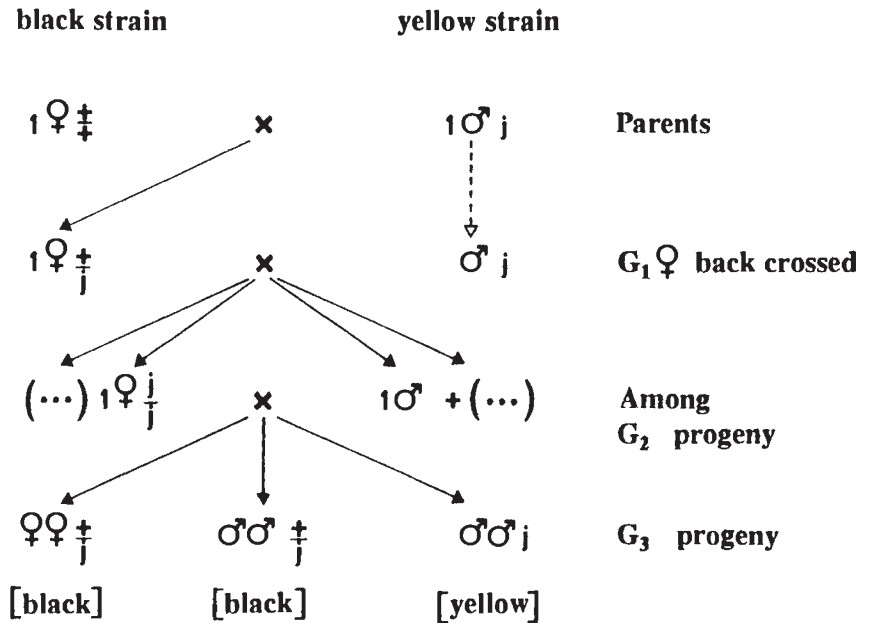 black strain yellow strain
1♀ +/+ × 1♂ j Parents
1♀ +/j × ♂ j G₁♀ back crossed
(···) 1♀ j/j × 1♂ +(···) Among
G₂ progeny
♀♀ +/j ♂♂ +/j ♂♂ j G₃ progeny
[black] [black] [yellow]